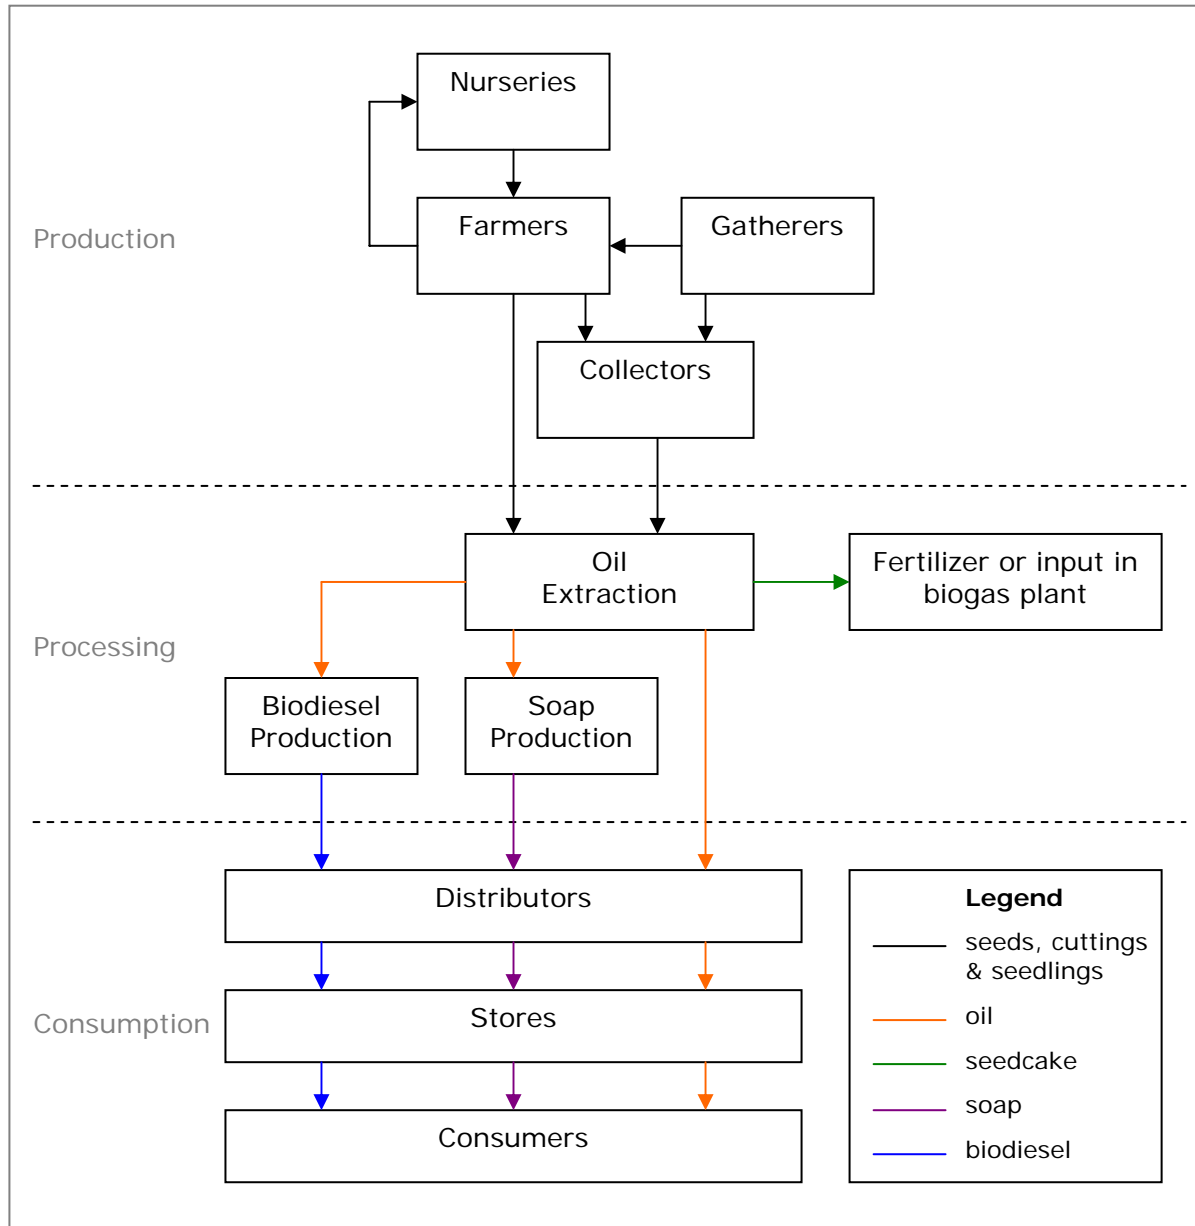 Nurseries
Production
Farmers
Gatherers
Collectors
Processing
Oil
Extraction
Fertilizer or input in
biogas plant
Biodiesel
Production
Soap
Production
Consumption
Distributors
Stores
Consumers
Legend
seeds, cuttings
& seedlings
oil
seedcake
soap
biodiesel